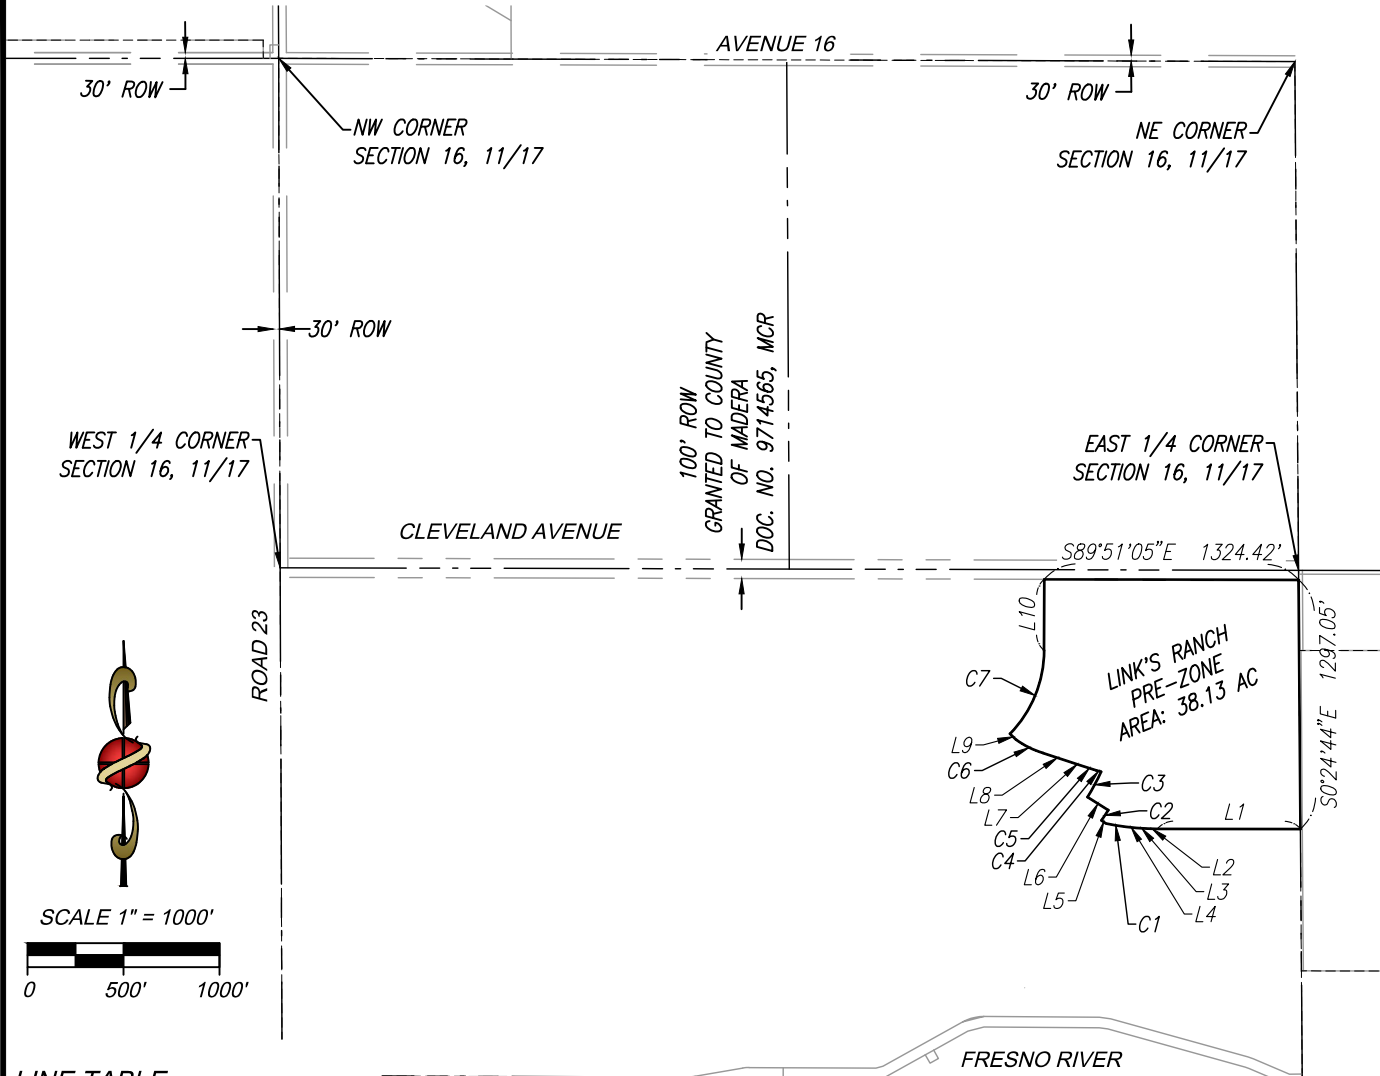 AVENUE 16
30' ROW
30' ROW
NW CORNER
SECTION 16, 11/17
NE CORNER
SECTION 16, 11/17
30' ROW
100' ROW
GRANTED TO COUNTY
OF MADERA
DOC. NO. 9714565, MCR
WEST 1/4 CORNER
SECTION 16, 11/17
EAST 1/4 CORNER
SECTION 16, 11/17
CLEVELAND AVENUE
S89°51'05"E 1324.42'
L10
ROAD 23
LINK'S RANCH
PRE-ZONE
AREA: 38.13 AC
S0°24'44"E 1297.05'
C7
L9
C6
L8
L7
C5
C4
L6
L5
C3
C2
L1
L2
L3
L4
C1
SCALE 1" = 1000'
0 500' 1000'
FRESNO RIVER
LINE TABLE